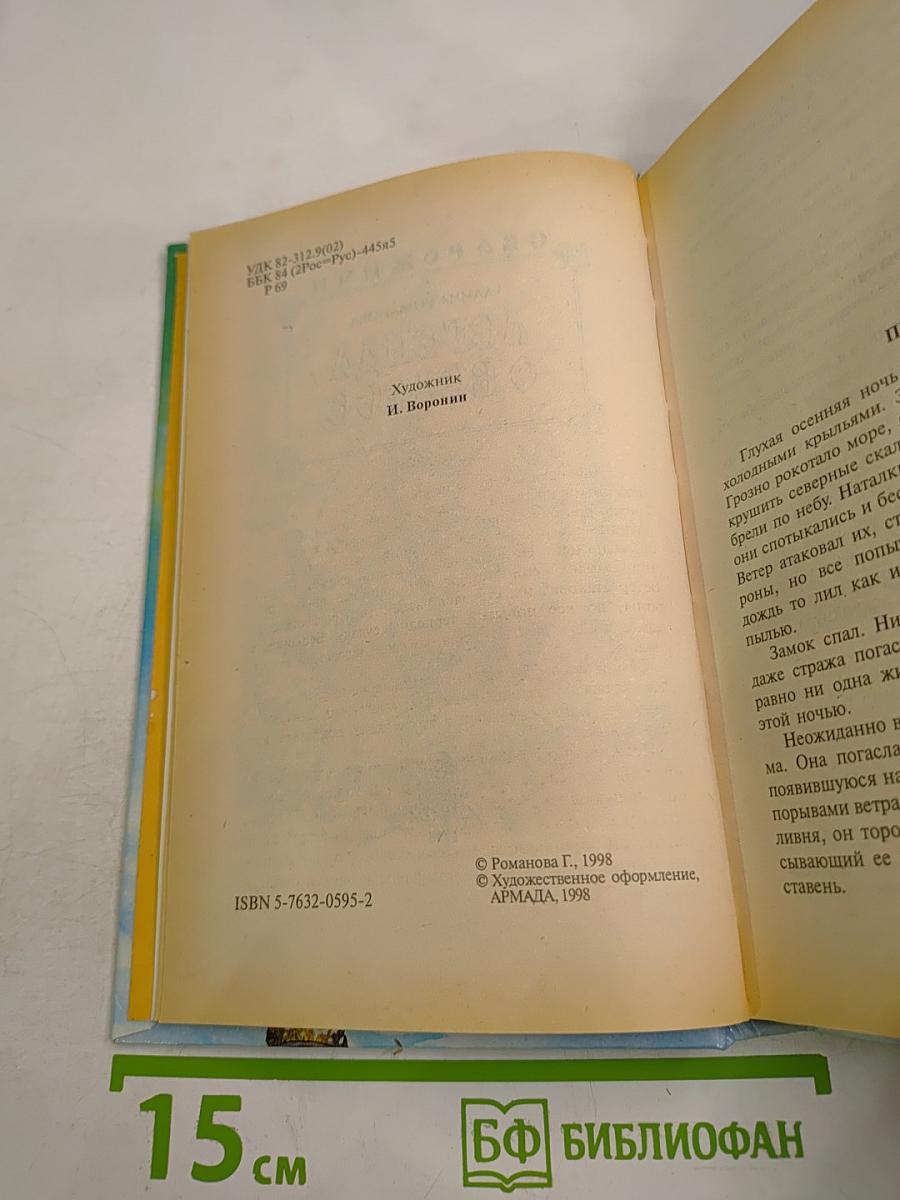 УДК 82-312.9(02)
ББК 84 (2Рос=Рус)-445я5
Р 69
Художник
И. Воронин
ISBN 5-7632-0595-2
© Романова Г., 1998
© Художественное оформление,
АРМАДА, 1998
П
Глухая осенняя ночь
холодными крыльями. З
Грозно рокотало море,
крушить северные скал
брели по небу. Наталк
они спотыкались и бес
Ветер атаковал их, ст
роны, но все попы
дождь то лил как и
пылью.
Замок спал. Ни
даже стража погас
равно ни одна жи
этой ночью.
Неожиданно в
ма. Она погасла
появившуюся на
порывами ветра
ливня, он торо
сывающий ее
ставень.
15 см
БФ БИБЛИОФАН